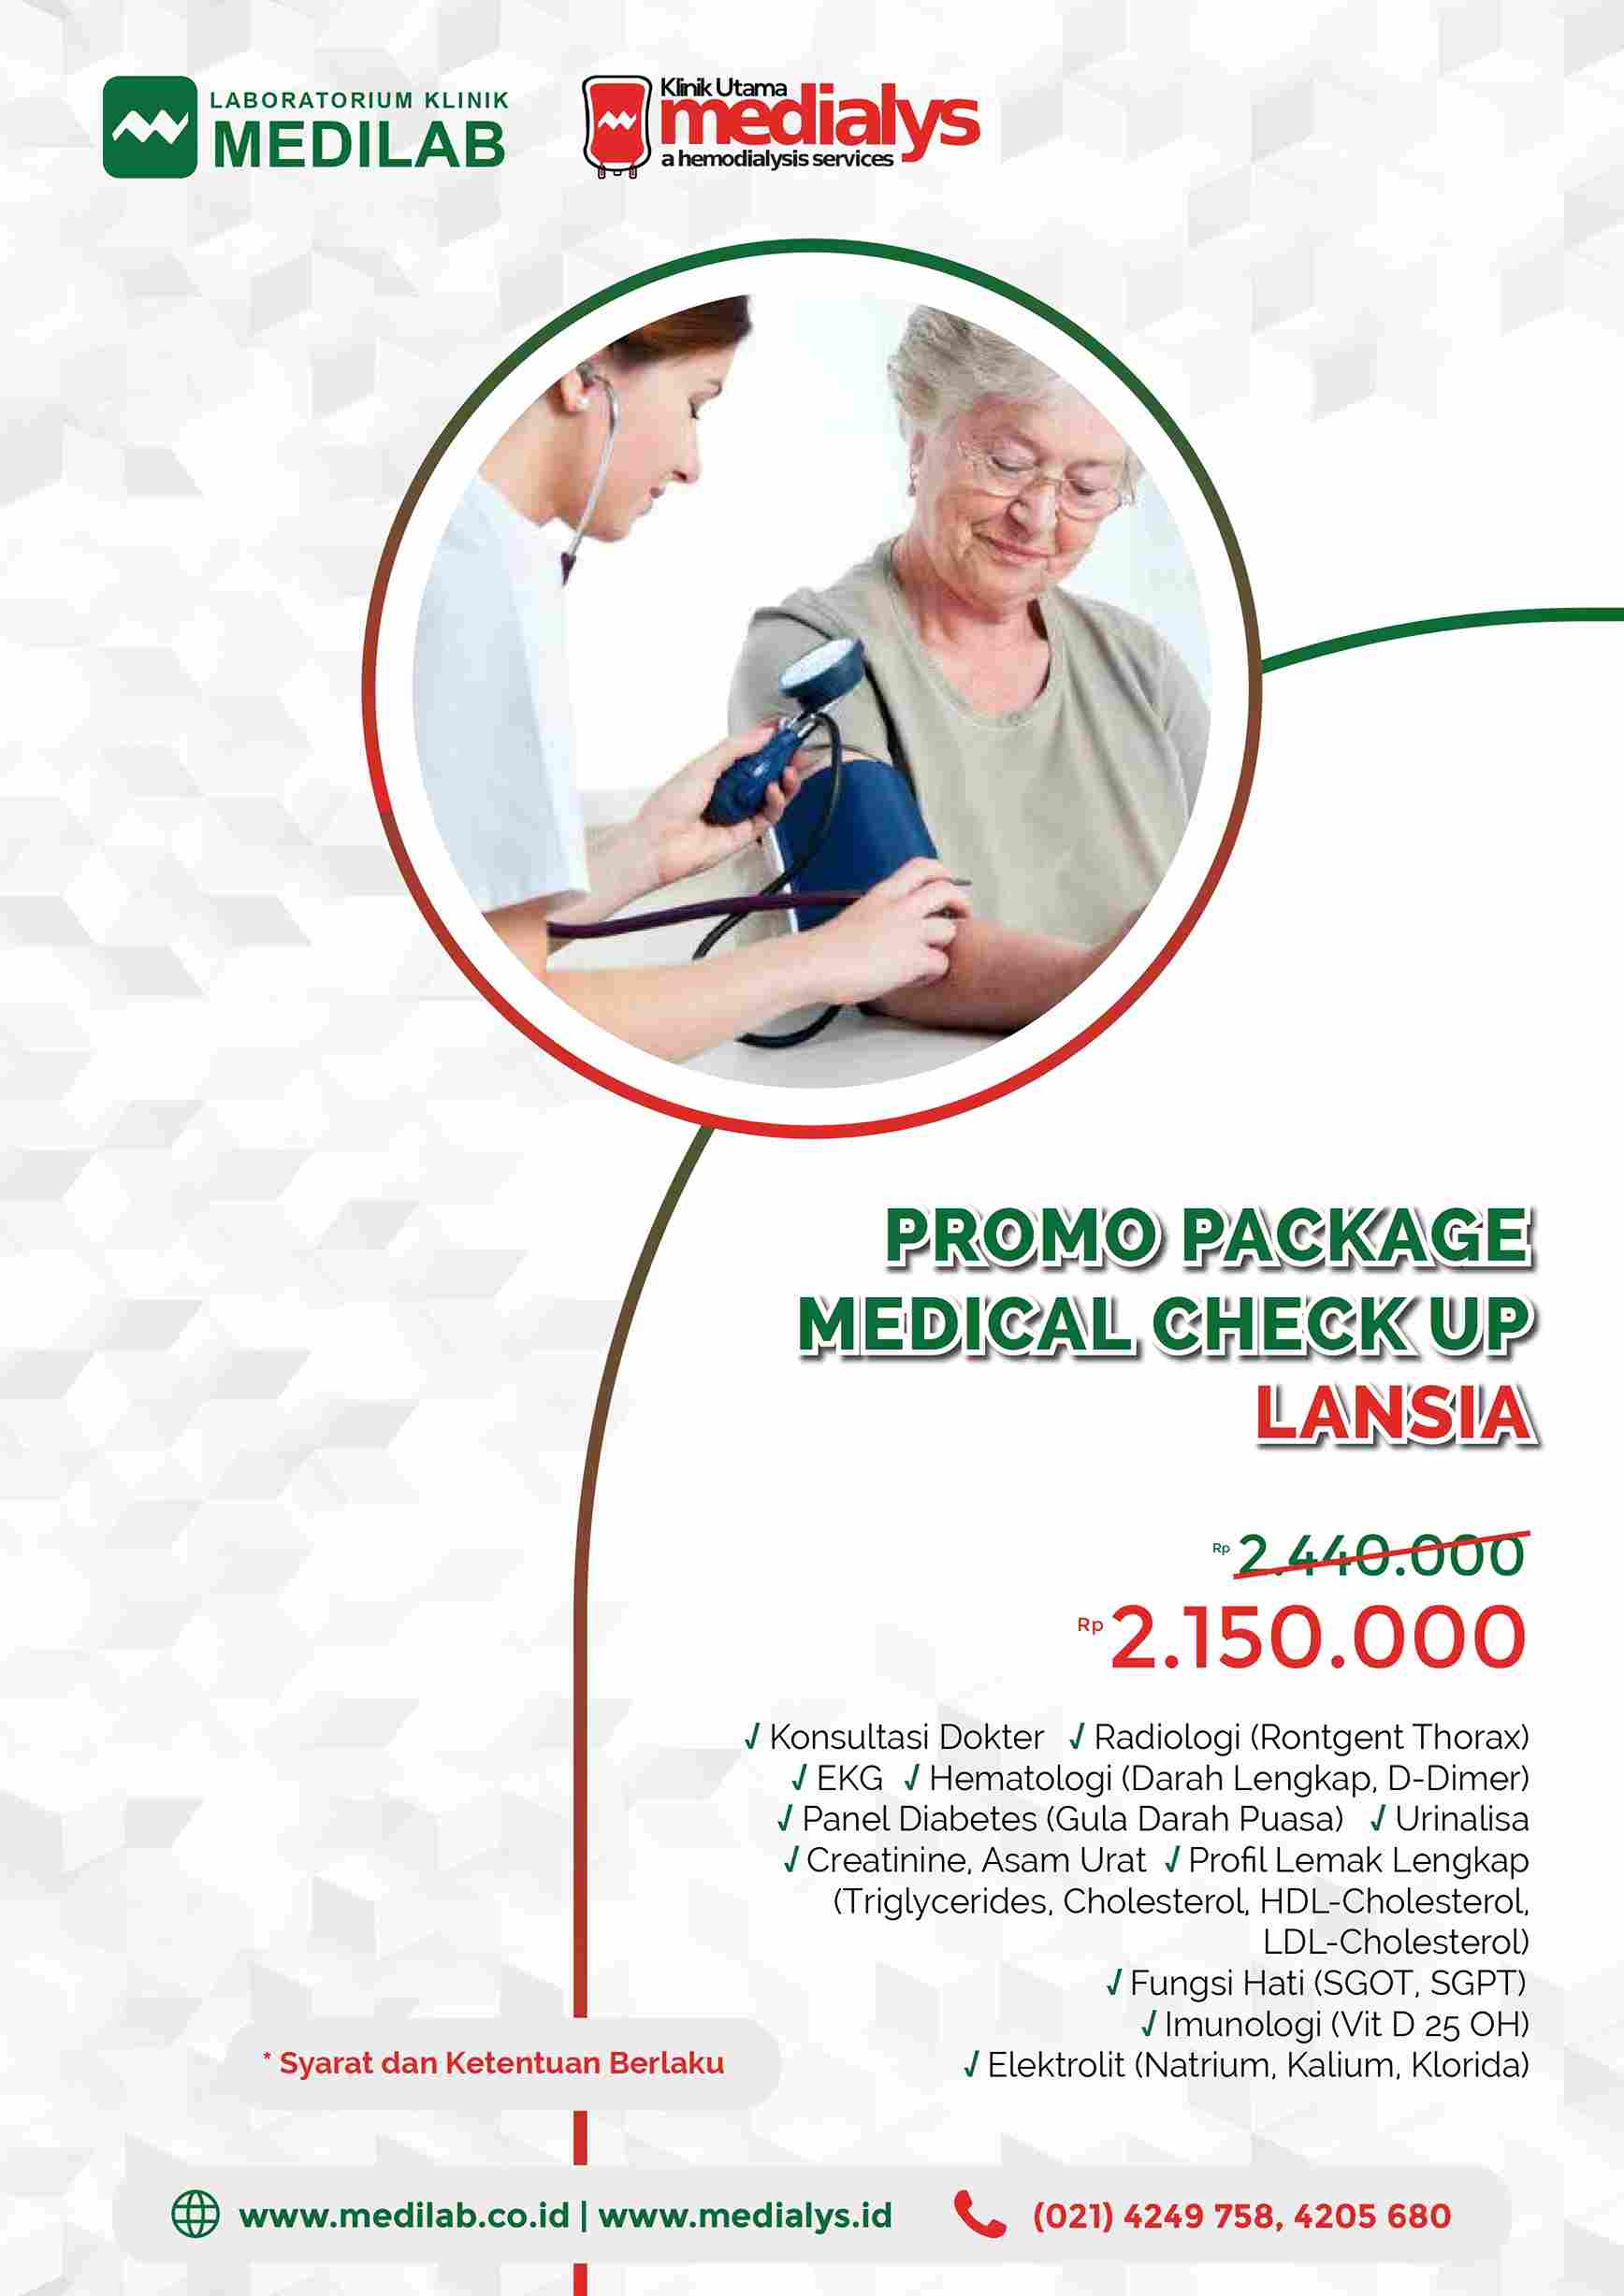 LABORATORIUM KLINIK
MEDILAB
Klinik Utama
medialys
a hemodialysis services
PROMO PACKAGE
MEDICAL CHECK UP
LANSIA
Rp 2.440.000
Rp 2.150.000
√ Konsultasi Dokter √ Radiologi (Rontgent Thorax)
√ EKG √ Hematologi (Darah Lengkap, D-Dimer)
√ Panel Diabetes (Gula Darah Puasa) √ Urinalisa
√ Creatinine, Asam Urat √ Profil Lemak Lengkap
(Triglycerides, Cholesterol, HDL-Cholesterol,
LDL-Cholesterol)
√ Fungsi Hati (SGOT, SGPT)
√ Imunologi (Vit D 25 OH)
√ Elektrolit (Natrium, Kalium, Klorida)
* Syarat dan Ketentuan Berlaku
www.medilab.co.id | www.medialys.id
(021) 4249 758, 4205 680